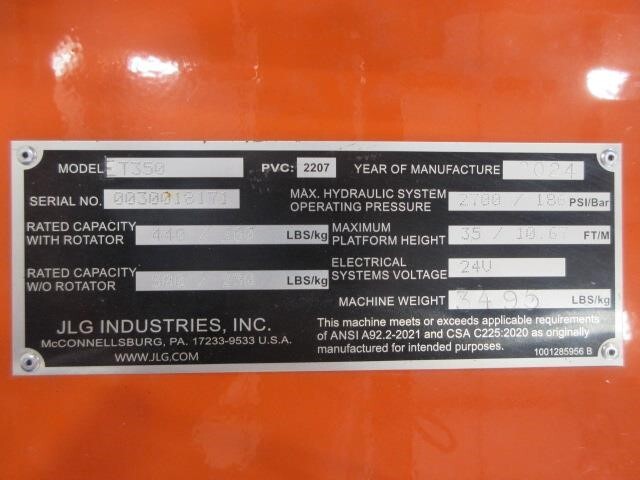 MODEL T350 PVC: 2207 YEAR OF MANUFACTURE 2024
SERIAL NO. 0030018171
MAX. HYDRAULIC SYSTEM
OPERATING PRESSURE 2700 / 186 PSI/Bar
RATED CAPACITY
WITH ROTATOR 440 / LBS/kg
MAXIMUM
PLATFORM HEIGHT 35 / 10.67 FT/M
RATED CAPACITY
W/O ROTATOR LBS/kg
ELECTRICAL
SYSTEMS VOLTAGE 24V
MACHINE WEIGHT 3495 LBS/kg
JLG INDUSTRIES, INC.
McCONNELLSBURG, PA. 17233-9533 U.S.A.
WWW.JLG.COM
This machine meets or exceeds applicable requirements
of ANSI A92.2-2021 and CSA C225:2020 as originally
manufactured for intended purposes.
1001285956 B